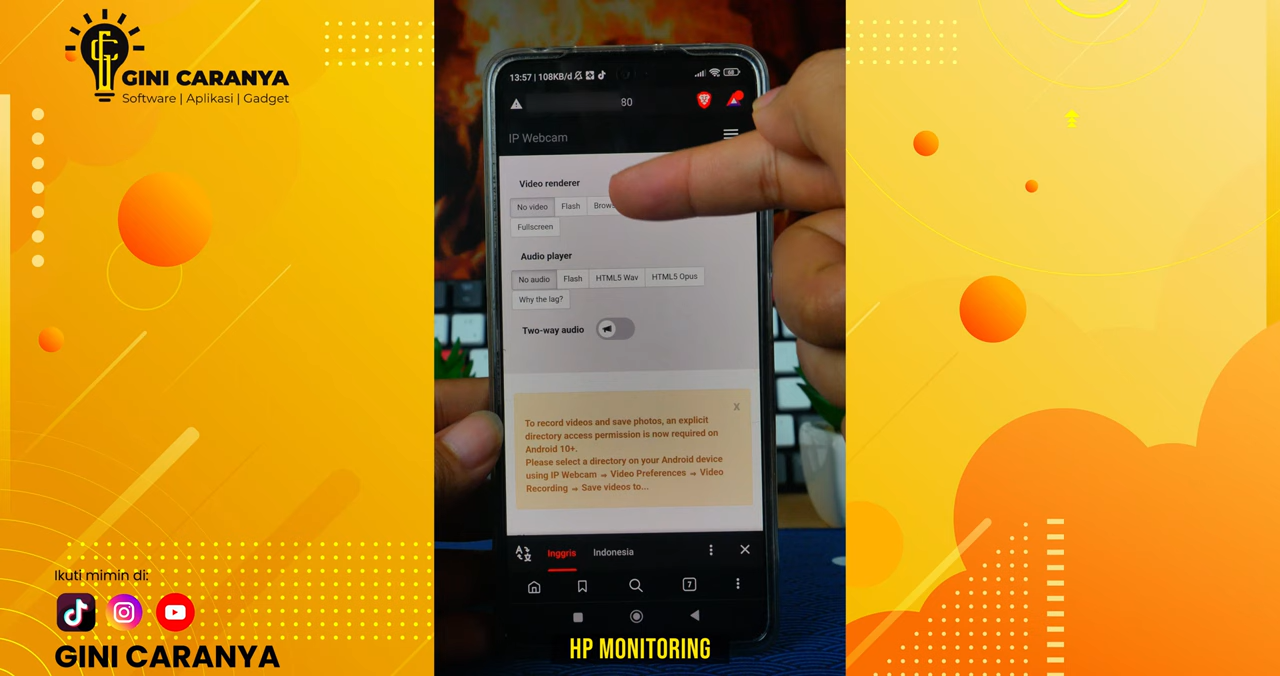 GINI CARANYA
Software | Aplikasi | Gadget
13:57 | 108KB/d
68
80
IP Webcam
Video renderer
No video
Flash
Fullscreen
Audio player
No audio
Flash
HTML5 Wav
HTML5 Opus
Why the lag?
Two-way audio
X
To record videos and save photos, an explicit
directory access permission is now required on
Android 10+.
Please select a directory on your Android device
using IP Webcam → Video Preferences → Video
Recording → Save videos to...
Inggris
Indonesia
7
HP MONITORING
Ikuti mimin di:
GINI CARANYA